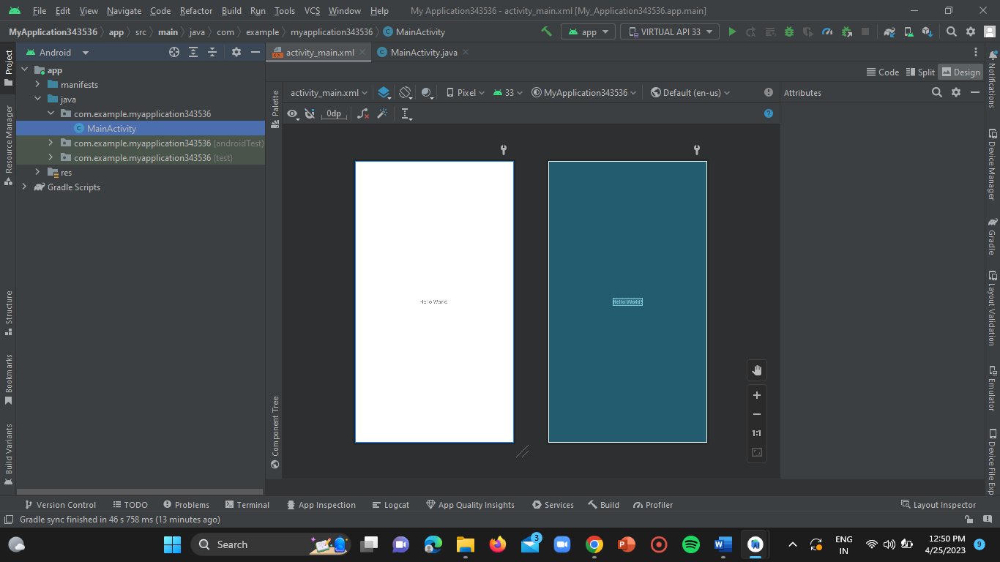 File Edit View Navigate Code Refactor Build Run Tools VCS Window Help My Application343536 - activity_main.xml [My_Application343536.app.main]
MyApplication343536 app src main java com example myapplication343536 MainActivity app VIRTUAL API 33
Project
Android
activity_main.xml MainActivity.java
app
manifests
java
com.example.myapplication343536
MainActivity
com.example.myapplication343536 (androidTest)
com.example.myapplication343536 (test)
res
Gradle Scripts
Resource Manager
Structure
Bookmarks
Build Variants
Code Split Design
Palette
activity_main.xml Pixel 33 MyApplication343536 Default (en-us)
0dp
Attributes
Hello World!
Hello World!
1:1
Component Tree
Notifications
Device Manager
Gradle
Layout Validation
Emulator
Device File Exp
Version Control TODO Problems Terminal App Inspection Logcat App Quality Insights Services Build Profiler Layout Inspector
Gradle sync finished in 46 s 758 ms (13 minutes ago)
Search
3
ENG
IN
12:50 PM
4/25/2023
9